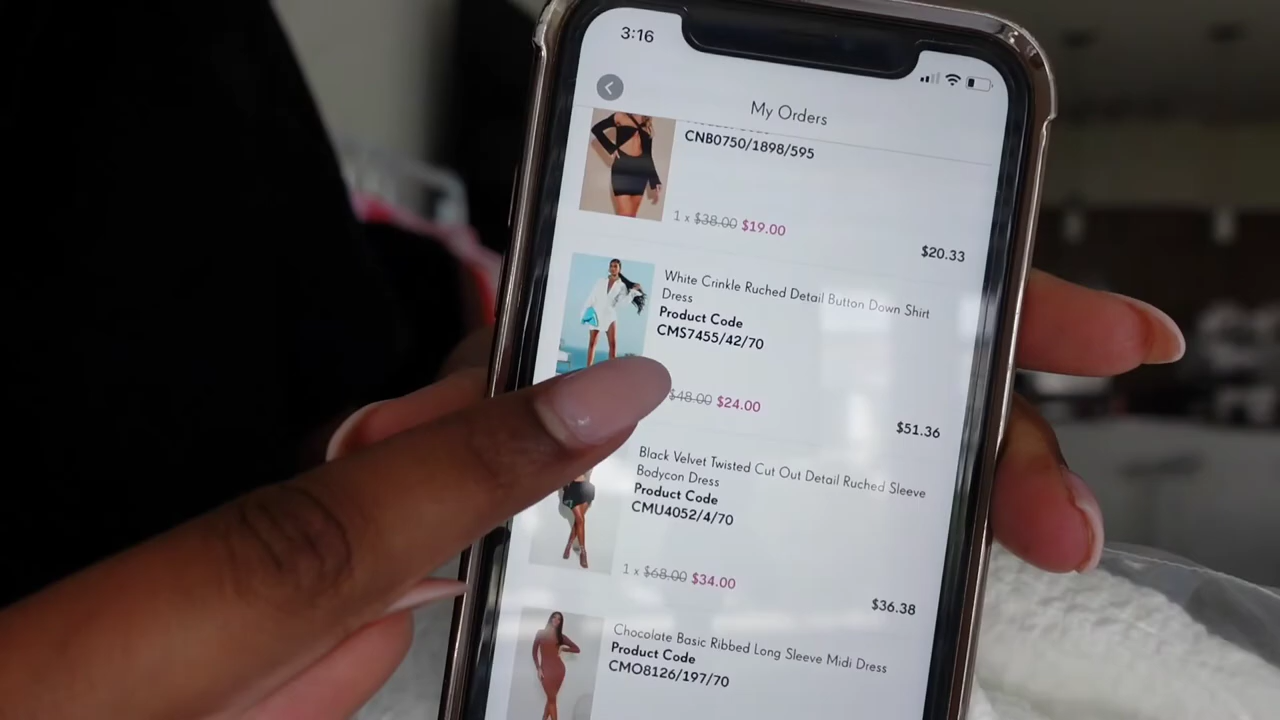 3:16
My Orders
CNB0750/1898/595
1 x $38.00 $19.00
$20.33
White Crinkle Ruched Detail Button Down Shirt
Dress
Product Code
CMS7455/42/70
$48.00 $24.00
$51.36
Black Velvet Twisted Cut Out Detail Ruched Sleeve
Bodycon Dress
Product Code
CMU4052/4/70
1 x $68.00 $34.00
$36.38
Chocolate Basic Ribbed Long Sleeve Midi Dress
Product Code
CMO8126/197/70